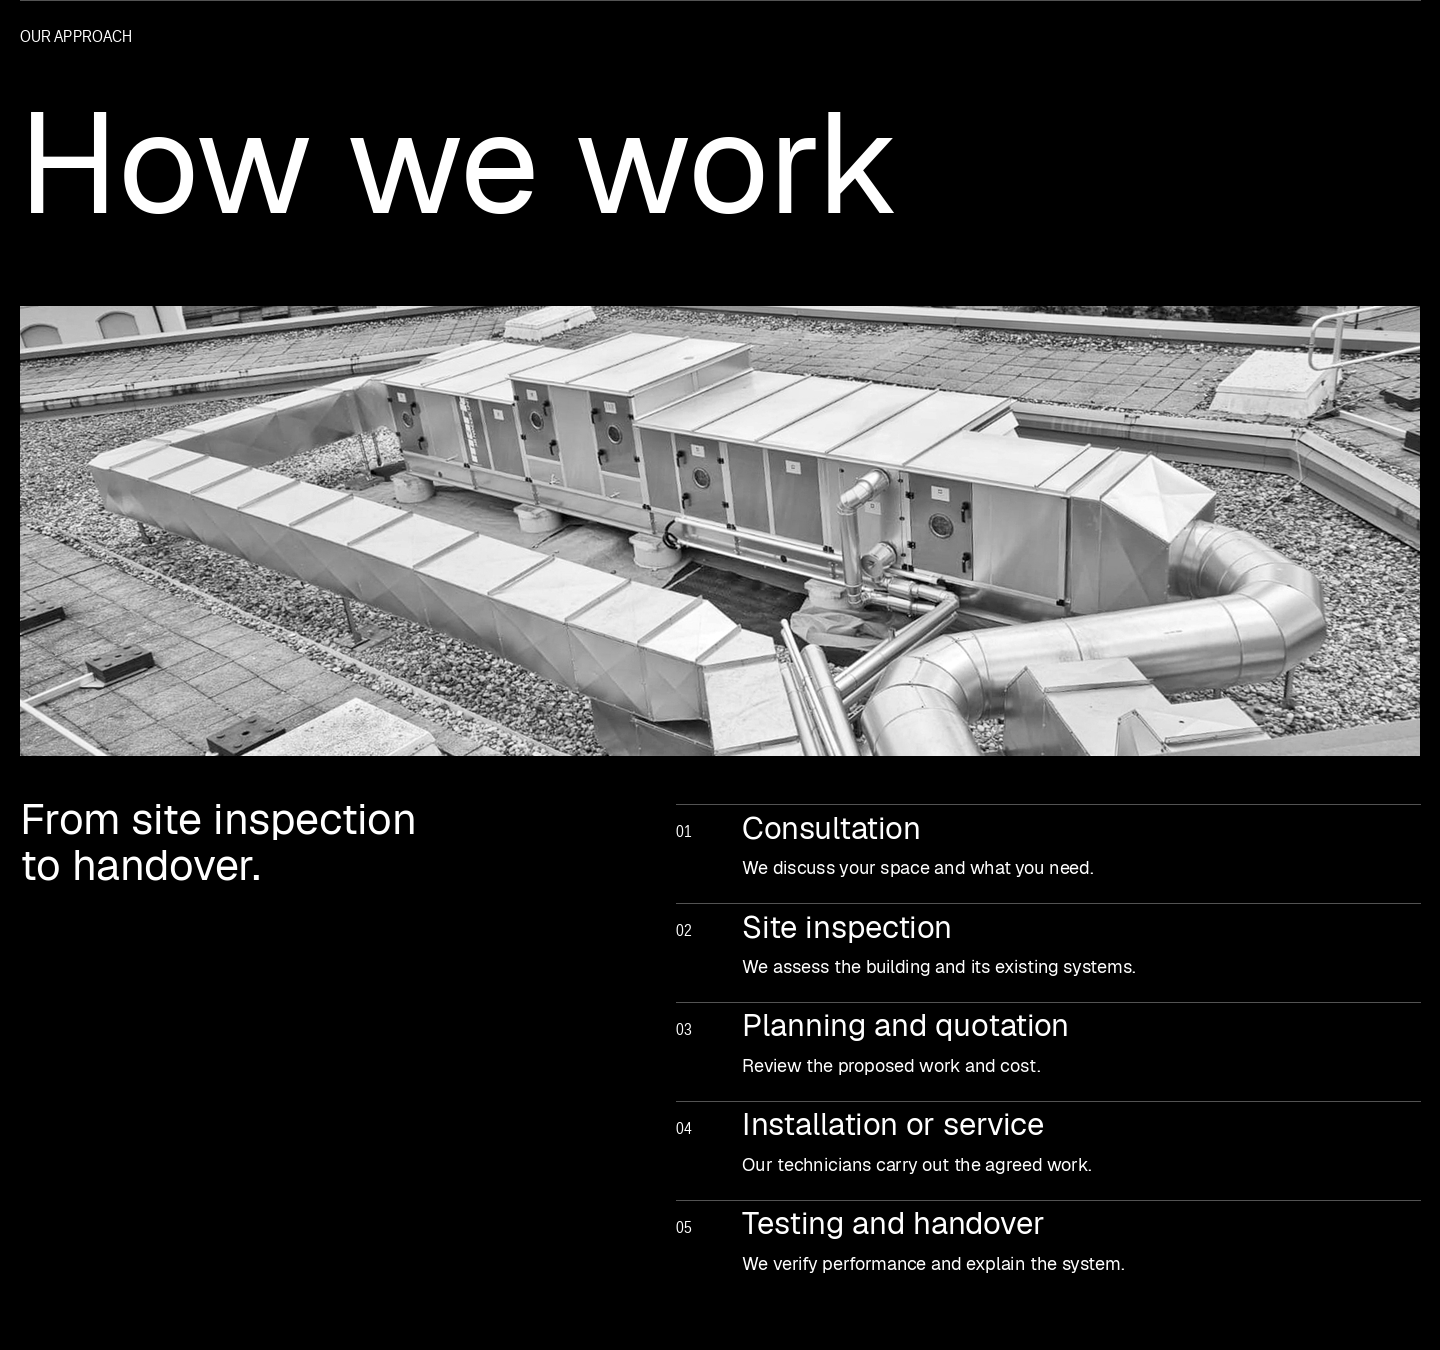 OUR APPROACH
How we work
From site inspection
to handover.
01
Consultation
We discuss your space and what you need.
02
Site inspection
We assess the building and its existing systems.
03
Planning and quotation
Review the proposed work and cost.
04
Installation or service
Our technicians carry out the agreed work.
05
Testing and handover
We verify performance and explain the system.